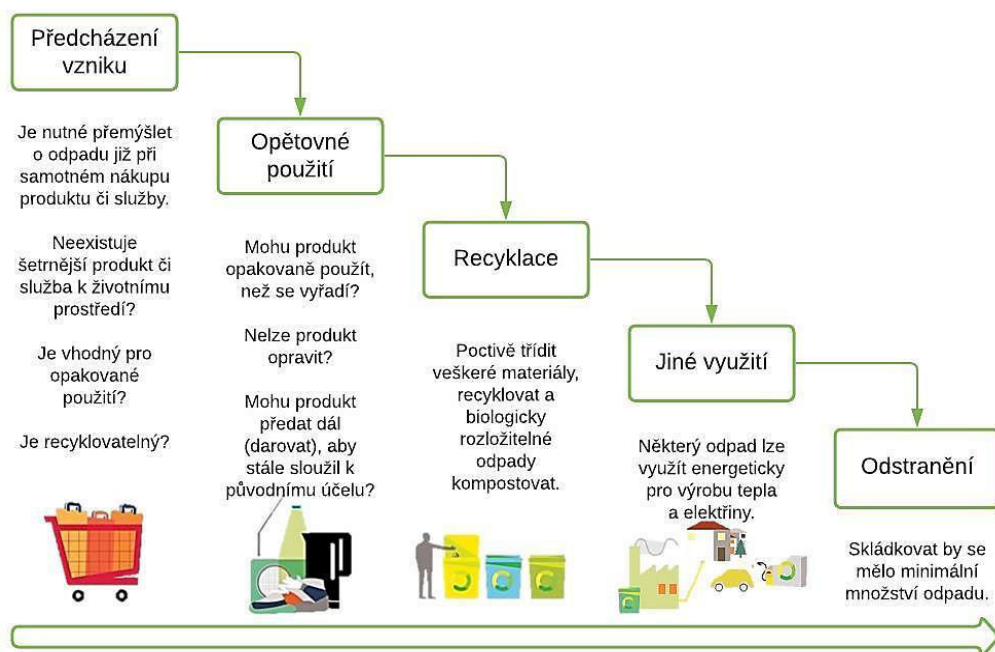 Předcházení
vzniku
Je nutné přemýšlet
o odpadu již při
samotném nákupu
produktu či služby.
Neexistuje
šetrnější produkt či
služba k životnímu
prostředí?
Je vhodný pro
opakované
použití?
Je recyklovatelný?
Opětovné
použití
Mohu produkt
opakovaně použít,
než se vyřadí?
Nelze produkt
opravit?
Mohu produkt
předat dál
(darovat), aby
stále sloužil k
původnímu účelu?
Recyklace
Poctivě třídit
veškeré materiály,
recyklovat a
biologicky
rozložitelné
odpady
kompostovat.
Jiné využití
Některý odpad lze
využít energeticky
pro výrobu tepla
a elektřiny.
Odstranění
Skládkovat by se
mělo minimální
množství odpadu.